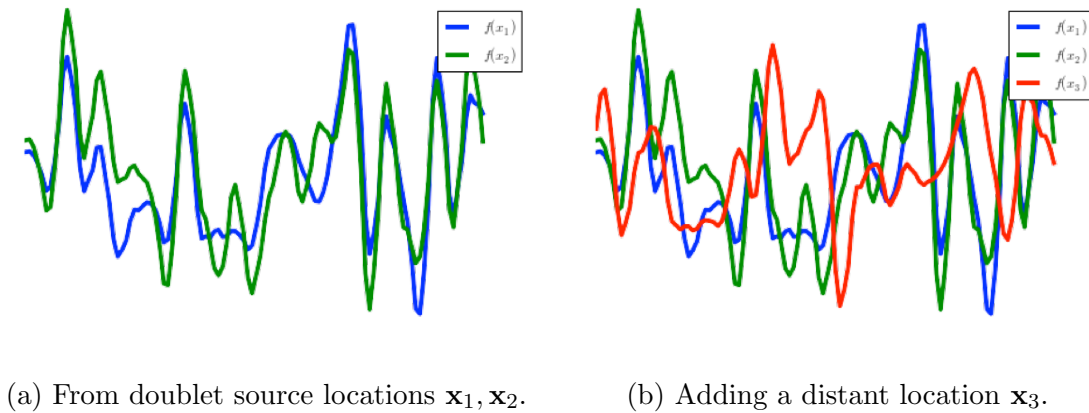 f(x₁)
f(x₂)
f(x₁)
f(x₂)
f(x₃)
(a) From doublet source locations x₁, x₂.
(b) Adding a distant location x₃.